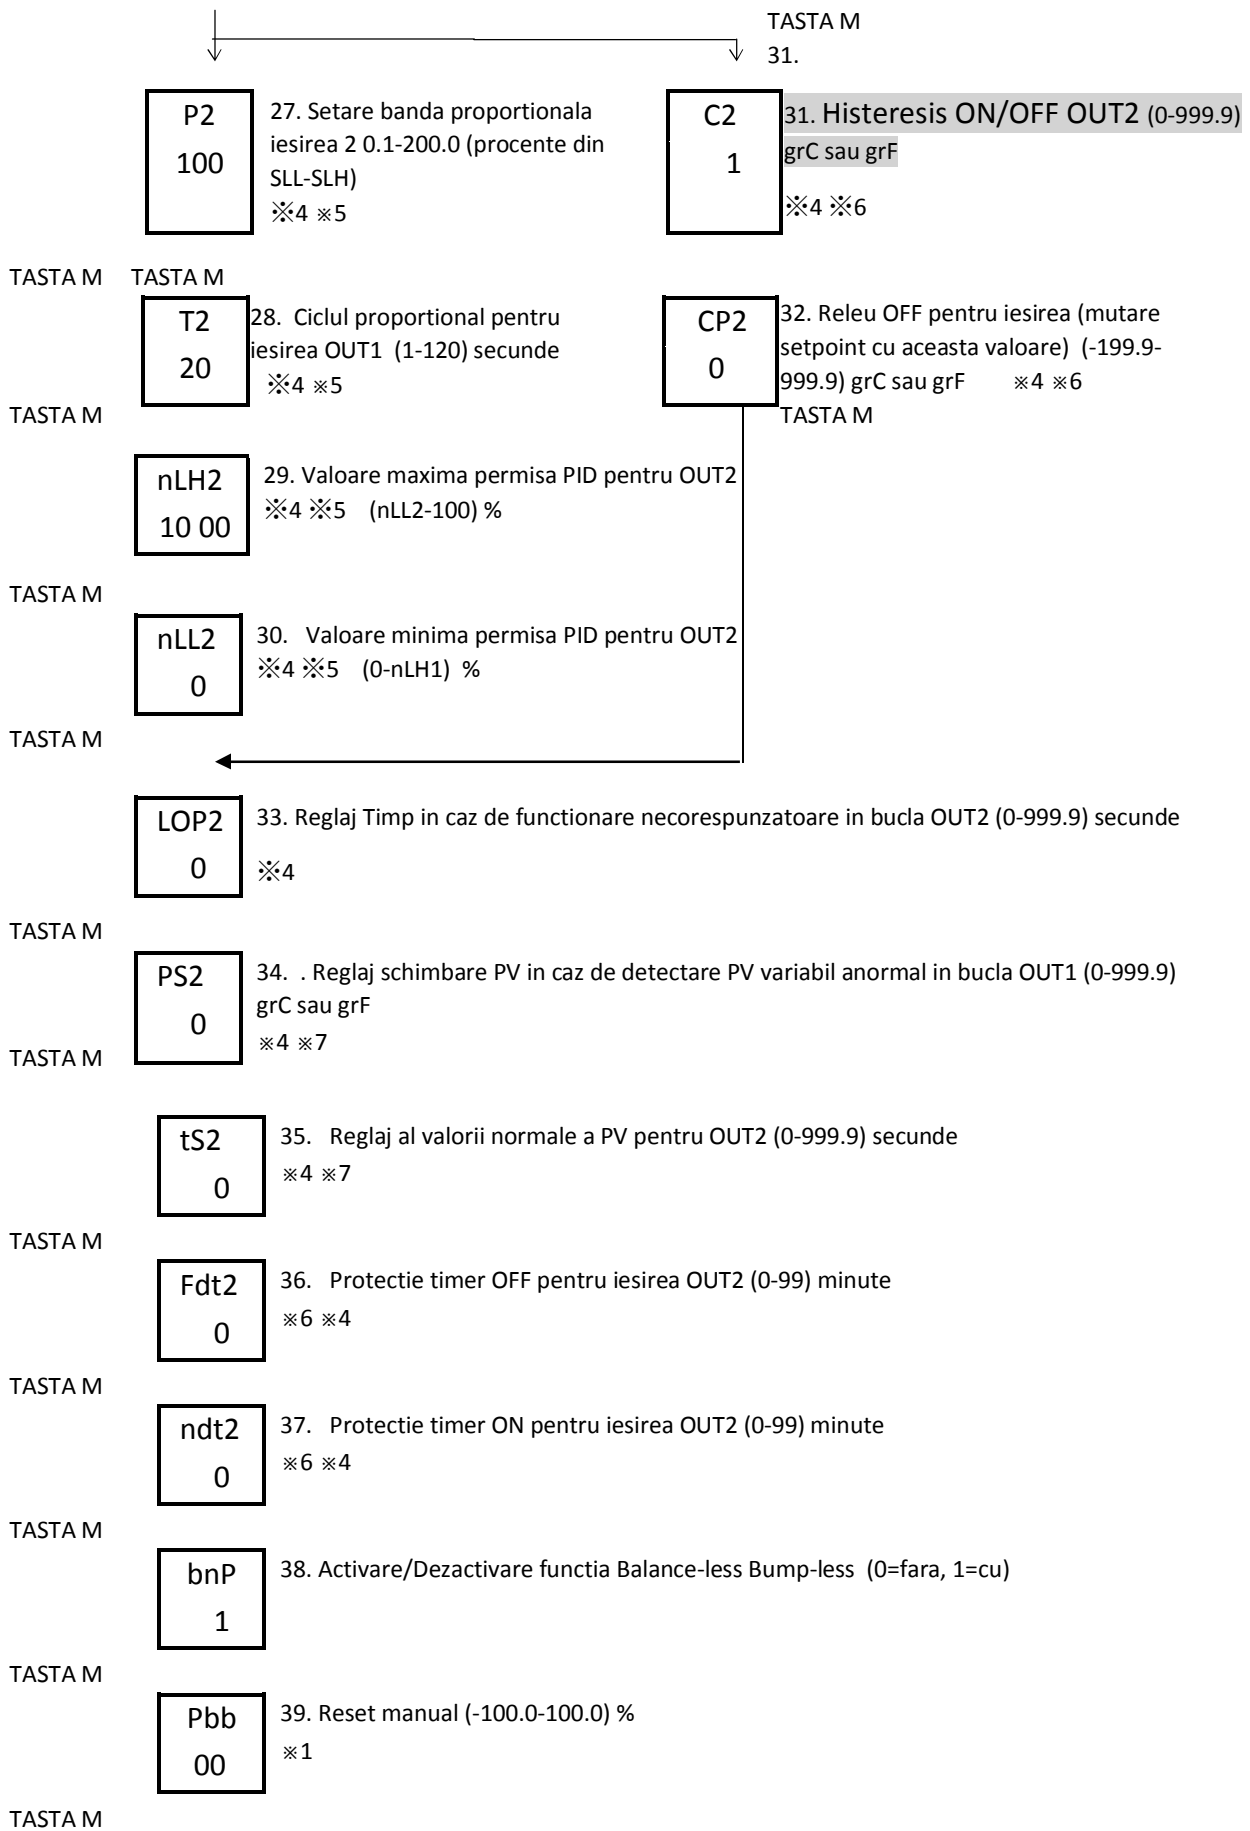 TASTA M
31.
P2
100
27. Setare banda proportionala
iesirea 2 0.1-200.0 (procente din
SLL-SLH)
※4 ※5
C2
1
31. Histeresis ON/OFF OUT2 (0-999.9)
grC sau grF
※4 ※6
TASTA M TASTA M
T2
20
28. Ciclul proportional pentru
iesirea OUT1 (1-120) secunde
※4 ※5
CP2
0
32. Releu OFF pentru iesirea (mutare
setpoint cu aceasta valoare) (-199.9-
999.9) grC sau grF ※4 ※6
TASTA M
TASTA M
nLH2
10 00
29. Valoare maxima permisa PID pentru OUT2
※4 ※5 (nLL2-100) %
TASTA M
nLL2
0
30. Valoare minima permisa PID pentru OUT2
※4 ※5 (0-nLH1) %
TASTA M
LOP2
0
33. Reglaj Timp in caz de functionare necorespunzatoare in bucla OUT2 (0-999.9) secunde
※4
TASTA M
PS2
0
34. . Reglaj schimbare PV in caz de detectare PV variabil anormal in bucla OUT1 (0-999.9)
grC sau grF
※4 ※7
TASTA M
tS2
0
35. Reglaj al valorii normale a PV pentru OUT2 (0-999.9) secunde
※4 ※7
TASTA M
Fdt2
0
36. Protectie timer OFF pentru iesirea OUT2 (0-99) minute
※6 ※4
TASTA M
ndt2
0
37. Protectie timer ON pentru iesirea OUT2 (0-99) minute
※6 ※4
TASTA M
bnP
1
38. Activare/Dezactivare functia Balance-less Bump-less (0=fara, 1=cu)
TASTA M
Pbb
00
39. Reset manual (-100.0-100.0) %
※1
TASTA M